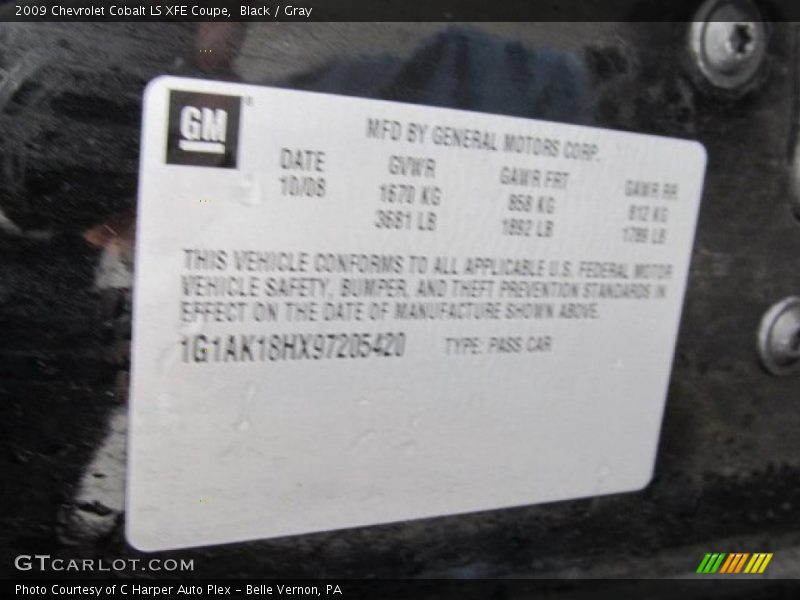 2009 Chevrolet Cobalt LS XFE Coupe, Black / Gray
GM
MFD BY GENERAL MOTORS CORP.
DATE GVWR GAWR FRT GAWR RR
10/08 1670 KG 858 KG 812 KG
3681 LB 1892 LB 1789 LB
THIS VEHICLE CONFORMS TO ALL APPLICABLE U.S. FEDERAL MOTOR
VEHICLE SAFETY, BUMPER, AND THEFT PREVENTION STANDARDS IN
EFFECT ON THE DATE OF MANUFACTURE SHOWN ABOVE.
1G1AK18HX97205420 TYPE: PASS CAR
GTCARLOT.COM
Photo Courtesy of C Harper Auto Plex - Belle Vernon, PA